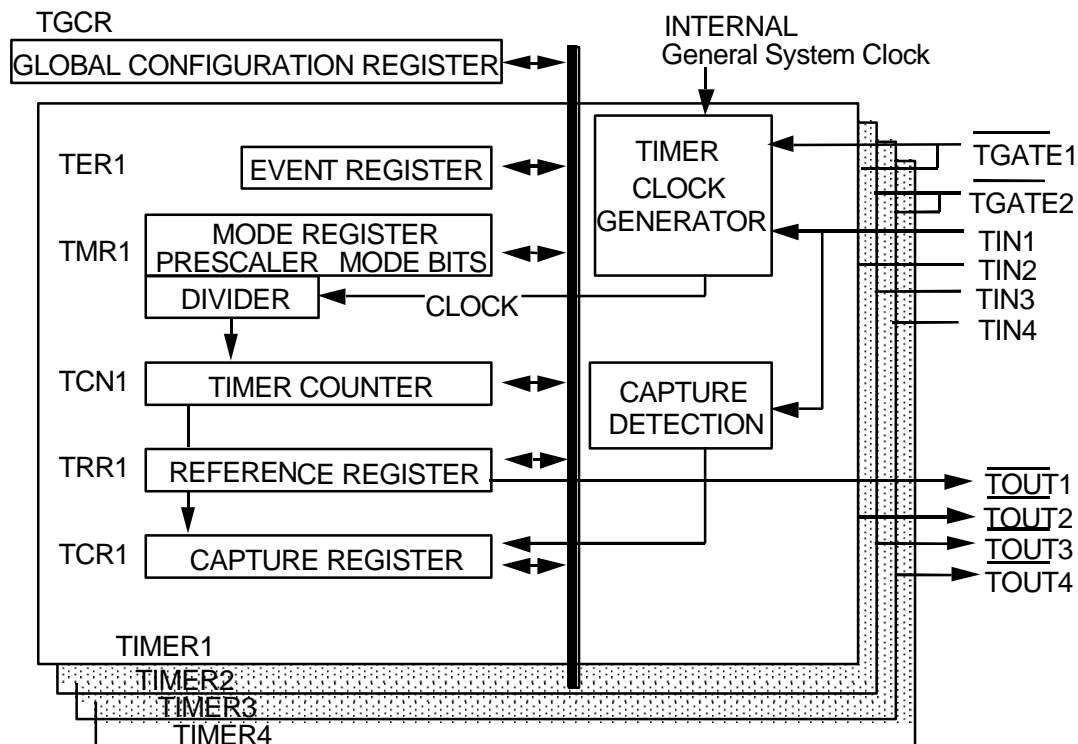 TGCR
GLOBAL CONFIGURATION REGISTER
INTERNAL
General System Clock
TER1
EVENT REGISTER
TIMER
CLOCK
GENERATOR
TGATE1
TGATE2
TMR1
MODE REGISTER
PRESCALER MODE BITS
DIVIDER
CLOCK
TIN1
TIN2
TIN3
TIN4
TCN1
TIMER COUNTER
CAPTURE
DETECTION
TRR1
REFERENCE REGISTER
TOUT1
TOUT2
TOUT3
TOUT4
TCR1
CAPTURE REGISTER
TIMER1
TIMER2
TIMER3
TIMER4